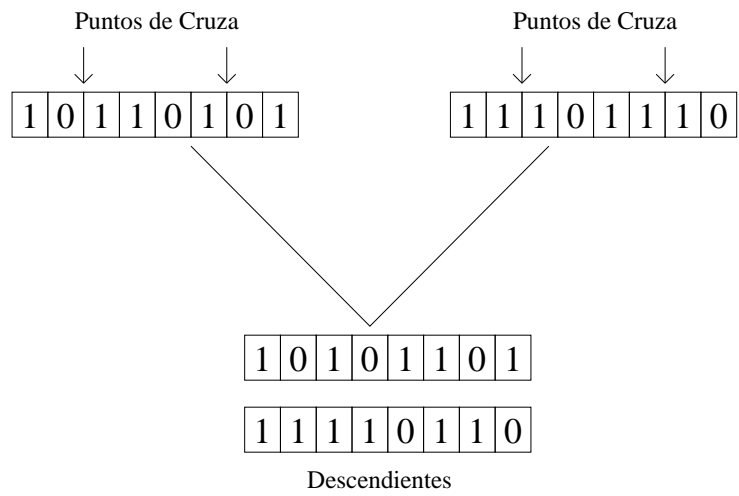 Puntos de Cruza
Puntos de Cruza
1 0 1 1 0 1 0 1
1 1 1 0 1 1 1 0
1 0 1 0 1 1 0 1
1 1 1 1 0 1 1 0
Descendientes